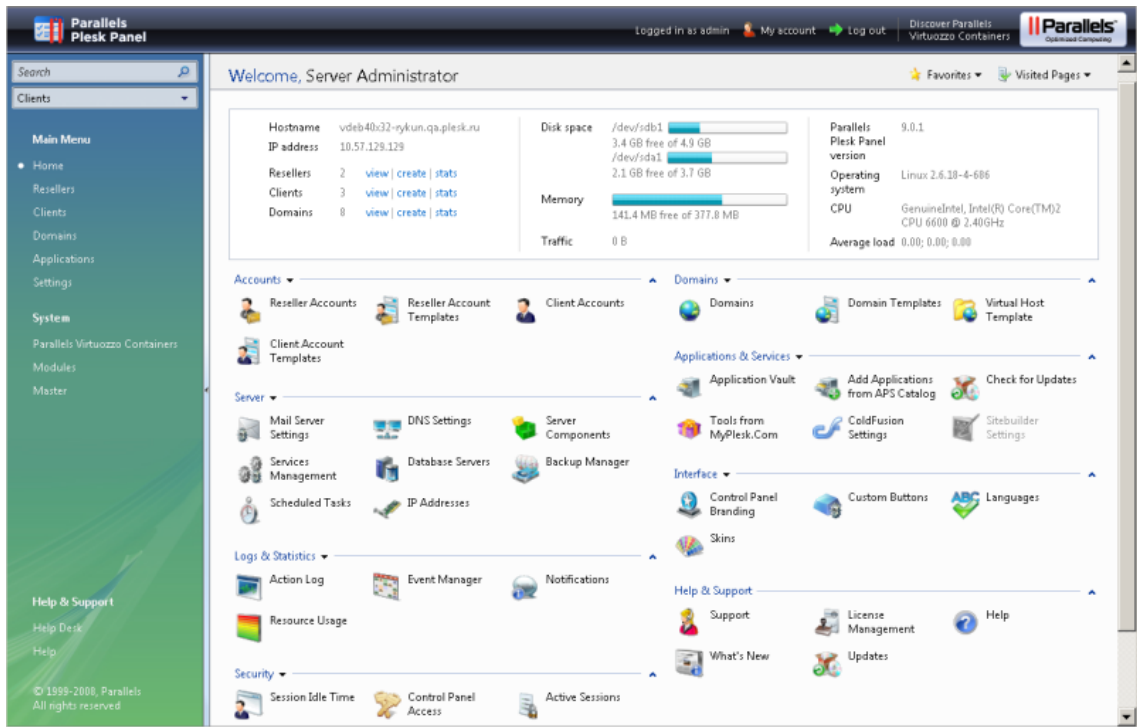 Parallels
Plesk Panel
Logged in as admin My account Log out Discover Parallels
Virtuozzo Containers
Parallels
Optimized Computing
Search
Clients
Main Menu
Home
Resellers
Clients
Domains
Applications
Settings
System
Parallels Virtuozzo Containers
Modules
Master
Help & Support
Help Desk
Help
© 1999-2008, Parallels
All rights reserved
Welcome, Server Administrator
Favorites Visited Pages
Hostname vdeb40x32-rykun.qa.plesk.ru
IP address 10.57.129.129
Resellers 2 view | create | stats
Clients 3 view | create | stats
Domains 8 view | create | stats
Disk space /dev/sdb1
3.4 GB free of 4.9 GB
/dev/sda1
2.1 GB free of 3.7 GB
Memory
141.4 MB free of 377.8 MB
Traffic 0 B
Parallels 9.0.1
Plesk Panel
version
Operating Linux 2.6.18-4-686
system
CPU GenuineIntel, Intel(R) Core(TM)2
CPU 6600 @ 2.40GHz
Average load 0.00; 0.00; 0.00
Accounts
Reseller Accounts
Reseller Account
Templates
Client Accounts
Client Account
Templates
Server
Mail Server
Settings
DNS Settings
Server
Components
Services
Management
Database Servers
Backup Manager
Scheduled Tasks
IP Addresses
Logs & Statistics
Action Log
Event Manager
Notifications
Resource Usage
Security
Session Idle Time
Control Panel
Access
Active Sessions
Domains
Domains
Domain Templates
Virtual Host
Template
Applications & Services
Application Vault
Add Applications
from APS Catalog
Check for Updates
Tools from
MyPlesk.Com
ColdFusion
Settings
Sitebuilder
Settings
Interface
Control Panel
Branding
Custom Buttons
ABC
Languages
Skins
Help & Support
Support
License
Management
Help
What's New
Updates